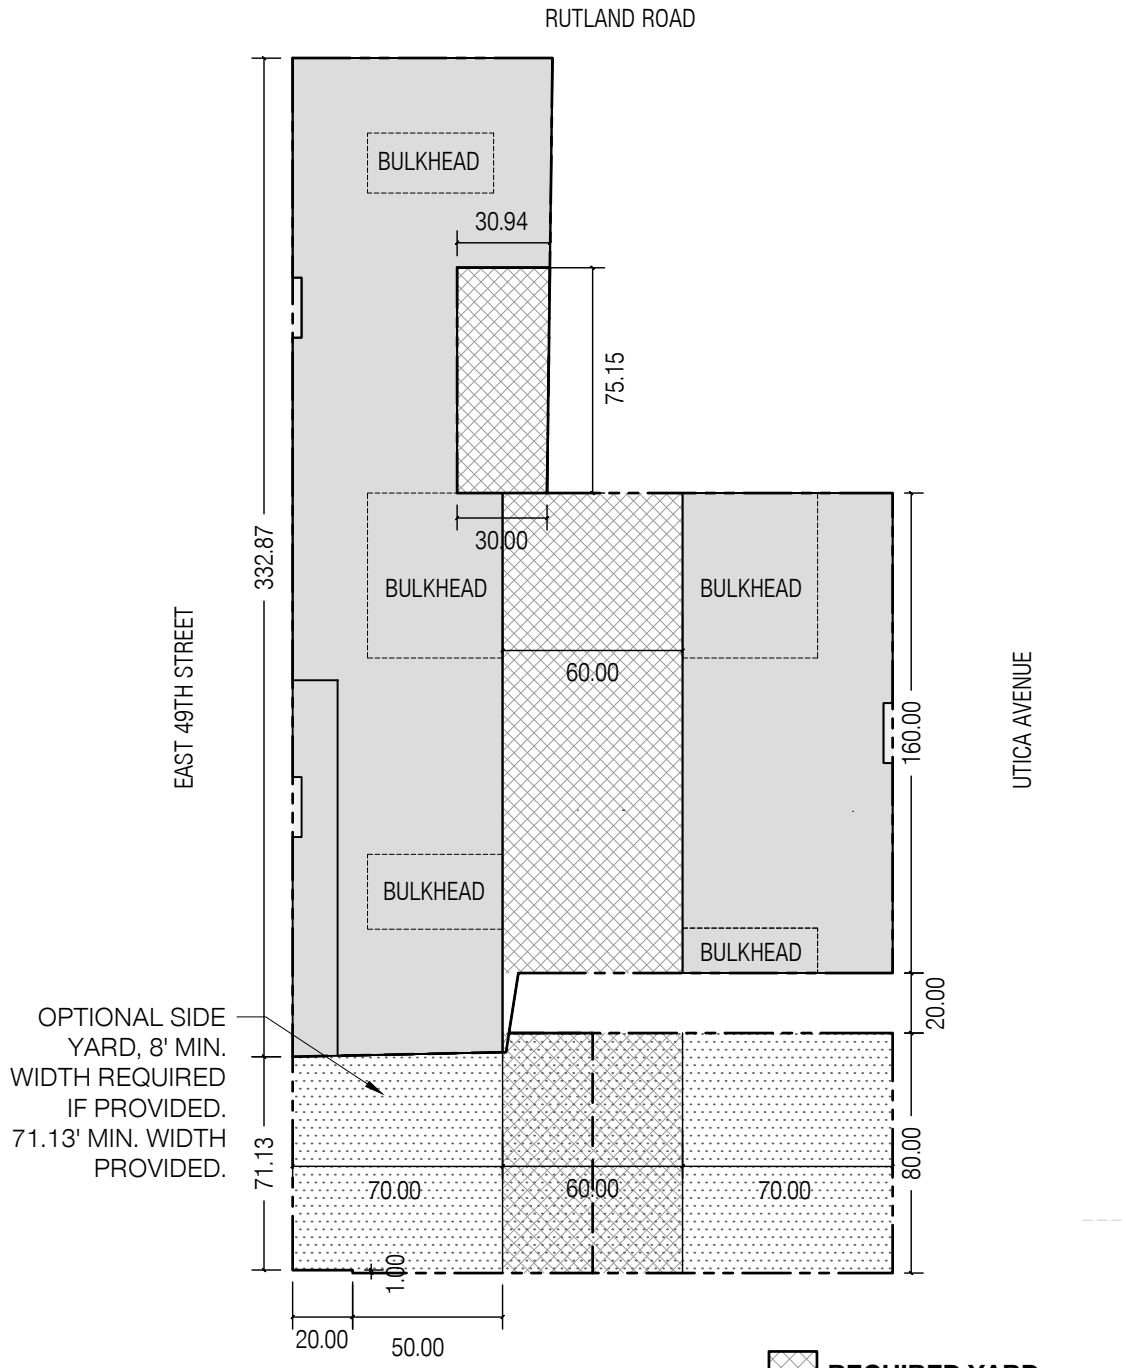 RUTLAND ROAD
BULKHEAD
30.94
75.15
332.87
30.00
BULKHEAD
BULKHEAD
60.00
EAST 49TH STREET
UTICA AVENUE
160.00
BULKHEAD
BULKHEAD
20.00
OPTIONAL SIDE
YARD, 8' MIN.
WIDTH REQUIRED
IF PROVIDED.
71.13' MIN. WIDTH
PROVIDED.
71.13
80.00
70.00
60.00
70.00
1.00
20.00
50.00
REQUIRED YARD